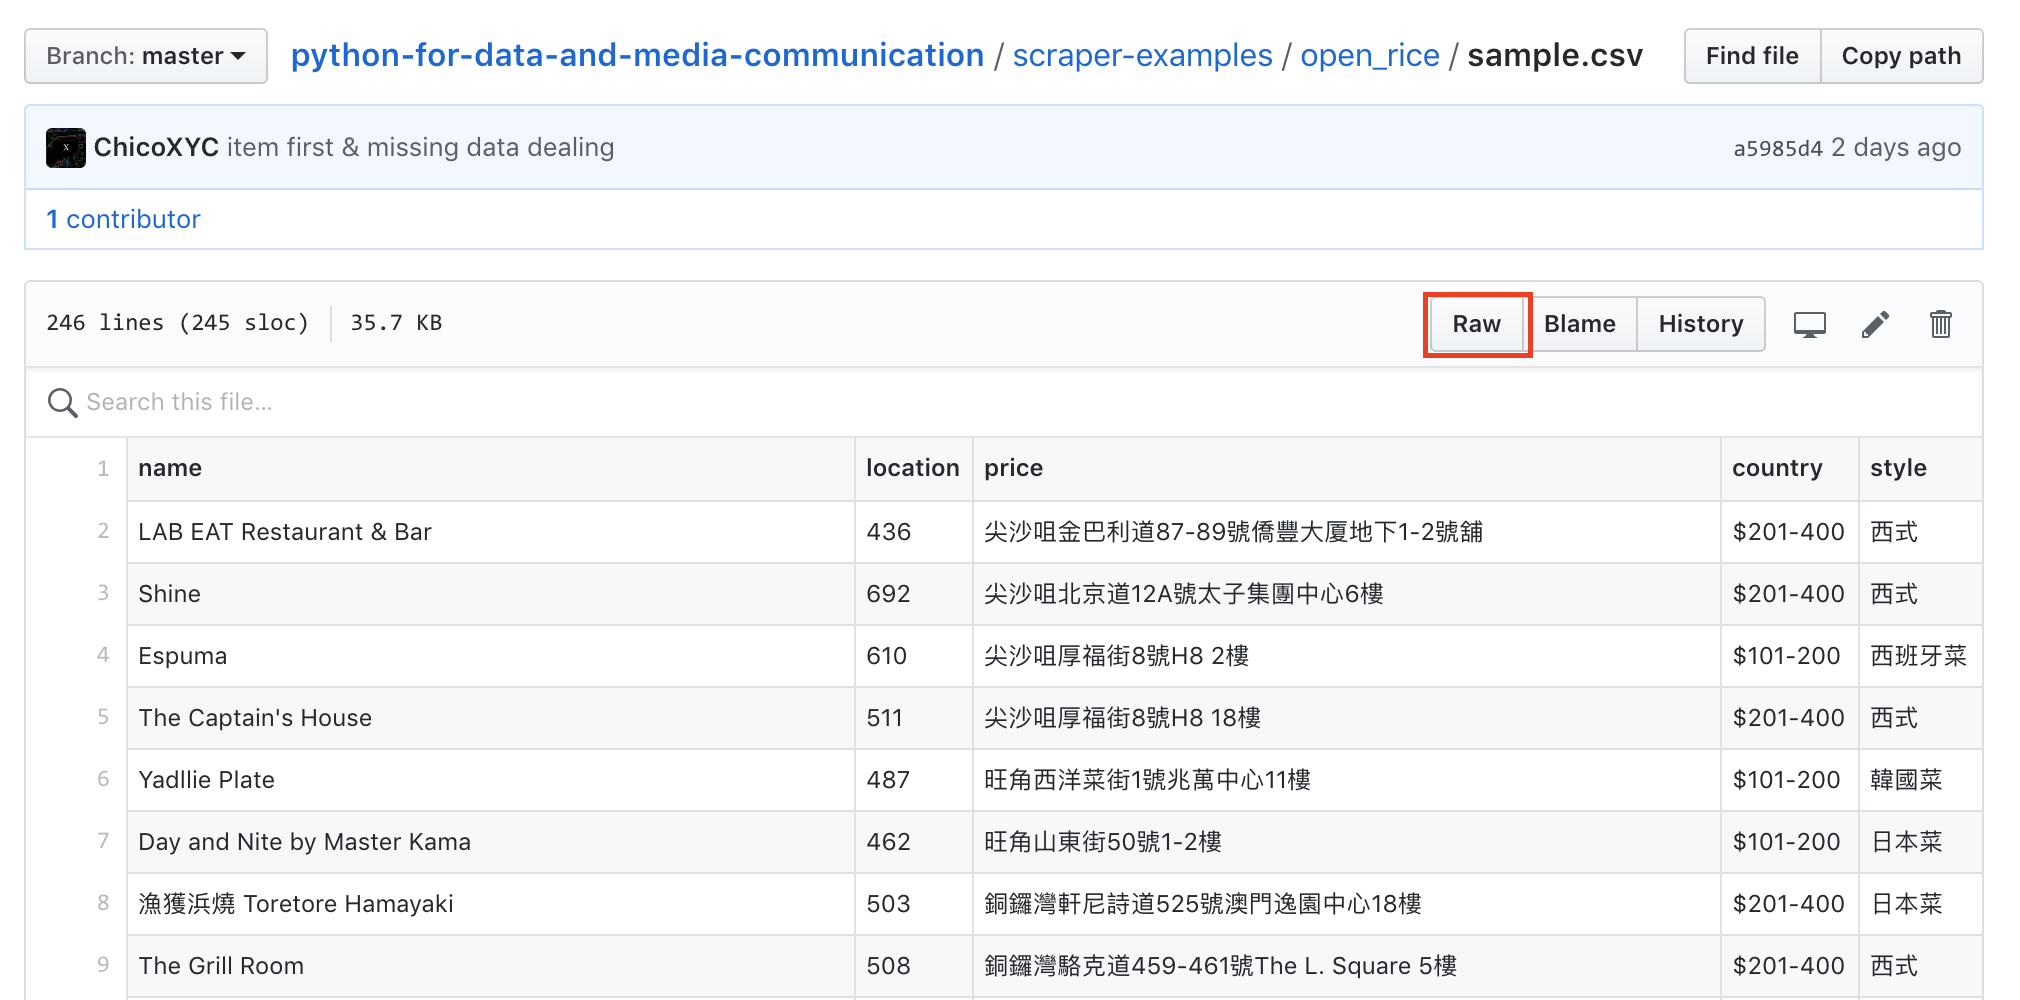 Branch: master python-for-data-and-media-communication / scraper-examples / open_rice / sample.csv Find file Copy path
X ChicoXYC item first & missing data dealing a5985d4 2 days ago
1 contributor
246 lines (245 sloc) 35.7 KB Raw Blame History
Search this file...
1 name location price country style
2 LAB EAT Restaurant & Bar 436 尖沙咀金巴利道87-89號僑豐大厦地下1-2號舖 $201-400 西式
3 Shine 692 尖沙咀北京道12A號太子集團中心6樓 $201-400 西式
4 Espuma 610 尖沙咀厚福街8號H8 2樓 $101-200 西班牙菜
5 The Captain's House 511 尖沙咀厚福街8號H8 18樓 $201-400 西式
6 Yadllie Plate 487 旺角西洋菜街1號兆萬中心11樓 $101-200 韓國菜
7 Day and Nite by Master Kama 462 旺角山東街50號1-2樓 $101-200 日本菜
8 漁獲浜燒 Toretore Hamayaki 503 銅鑼灣軒尼詩道525號澳門逸園中心18樓 $201-400 日本菜
9 The Grill Room 508 銅鑼灣駱克道459-461號The L. Square 5樓 $201-400 西式